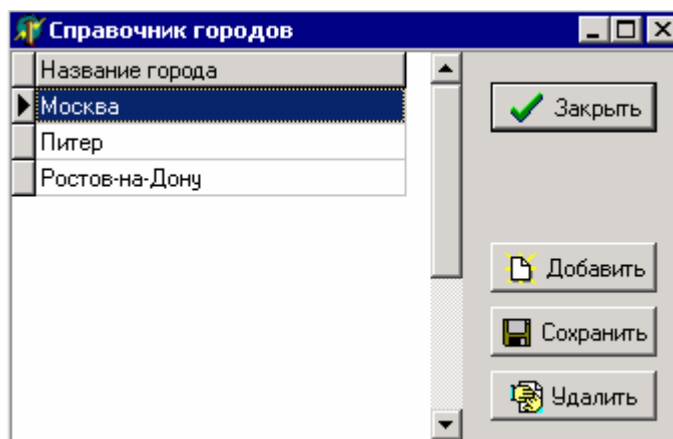 Справочник городов
Название города
Москва
Питер
Ростов-на-Дону
Закрыть
Добавить
Сохранить
Удалить